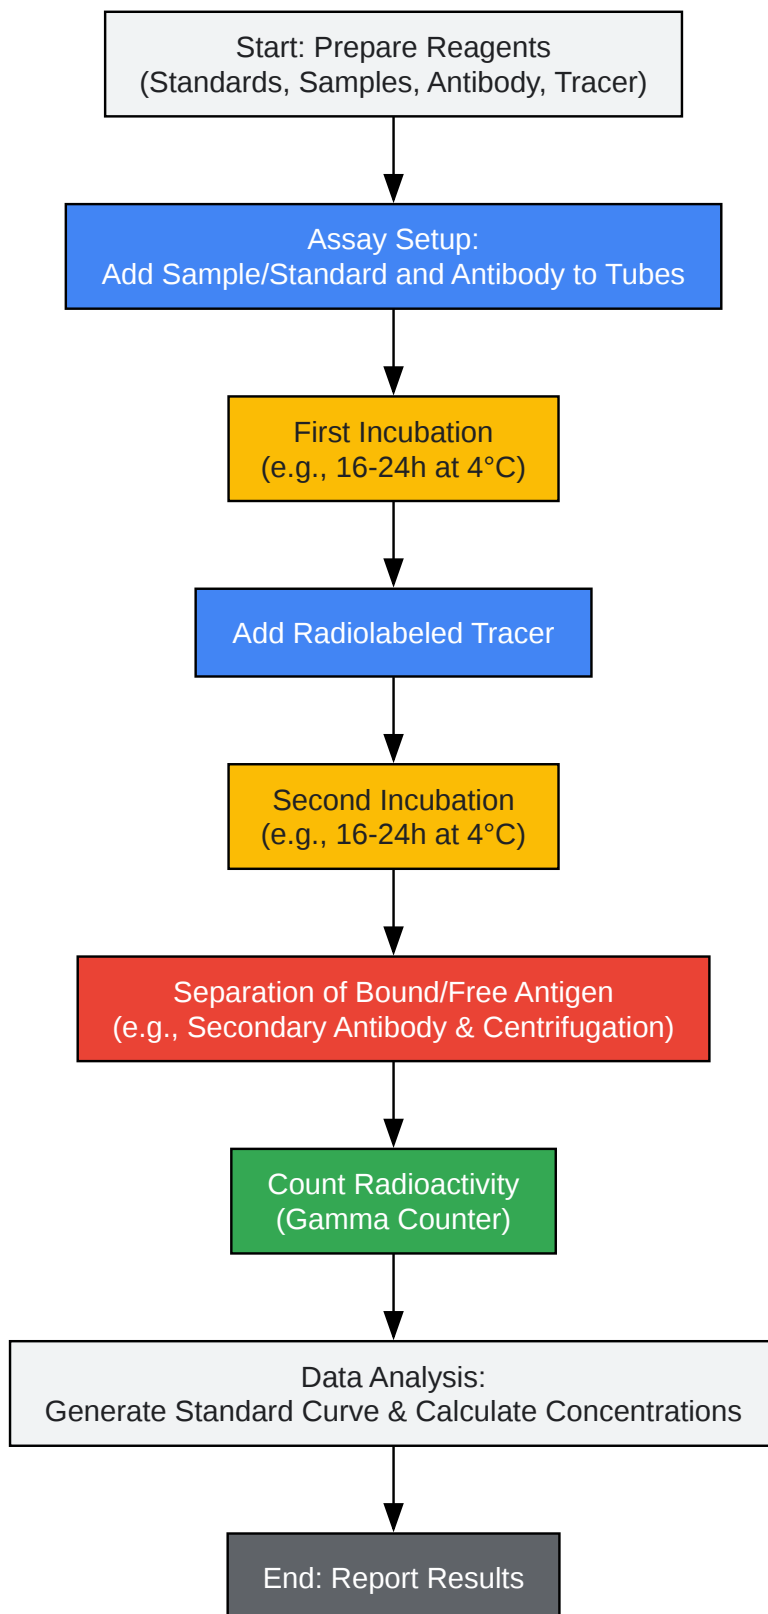 Start: Prepare Reagents
(Standards, Samples, Antibody, Tracer)
Assay Setup:
Add Sample/Standard and Antibody to Tubes
First Incubation
(e.g., 16-24h at 4°C)
Add Radiolabeled Tracer
Second Incubation
(e.g., 16-24h at 4°C)
Separation of Bound/Free Antigen
(e.g., Secondary Antibody & Centrifugation)
Count Radioactivity
(Gamma Counter)
Data Analysis:
Generate Standard Curve & Calculate Concentrations
End: Report Results